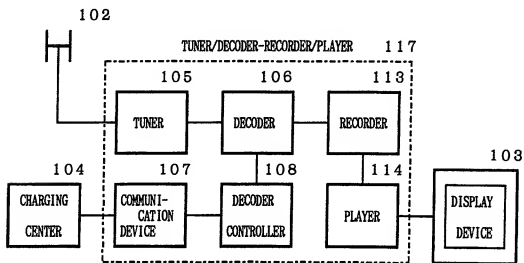 102
TUNER/DECODER-RECORDER/PLAYER 117
105 106 113
TUNER DECODER RECORDER
104 107 108 114 103
CHARGING
CENTER
COMMUNI-
CATION
DEVICE
DECODER
CONTROLLER
PLAYER
DISPLAY
DEVICE